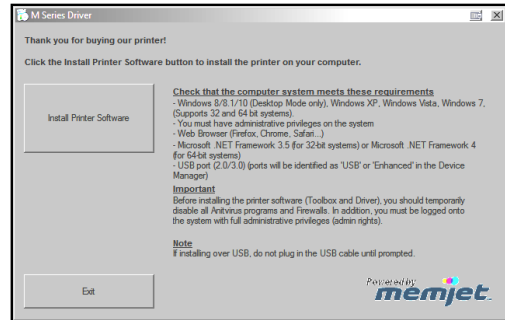 M Series Driver
Thank you for buying our printer!
Click the Install Printer Software button to install the printer on your computer.
Install Printer Software
Check that the computer system meets these requirements
- Windows 8/8.1/10 (Desktop Mode only), Windows XP, Windows Vista, Windows 7,
(Supports 32 and 64 bit systems).
- You must have administrative privileges on the system
- Web Browser (Firefox, Chrome, Safari...)
- Microsoft .NET Framework 3.5 (for 32-bit systems) or Microsoft .NET Framework 4
(for 64-bit systems)
- USB port (2.0/3.0) (ports will be identified as 'USB' or 'Enhanced' in the Device
Manager)
Important
Before installing the printer software (Toolbox and Driver), you should temporarily
disable all Antivirus programs and Firewalls. In addition, you must be logged onto
the system with full administrative privileges (admin rights).
Note
If installing over USB, do not plug in the USB cable until prompted.
Exit
Powered by
memjet.